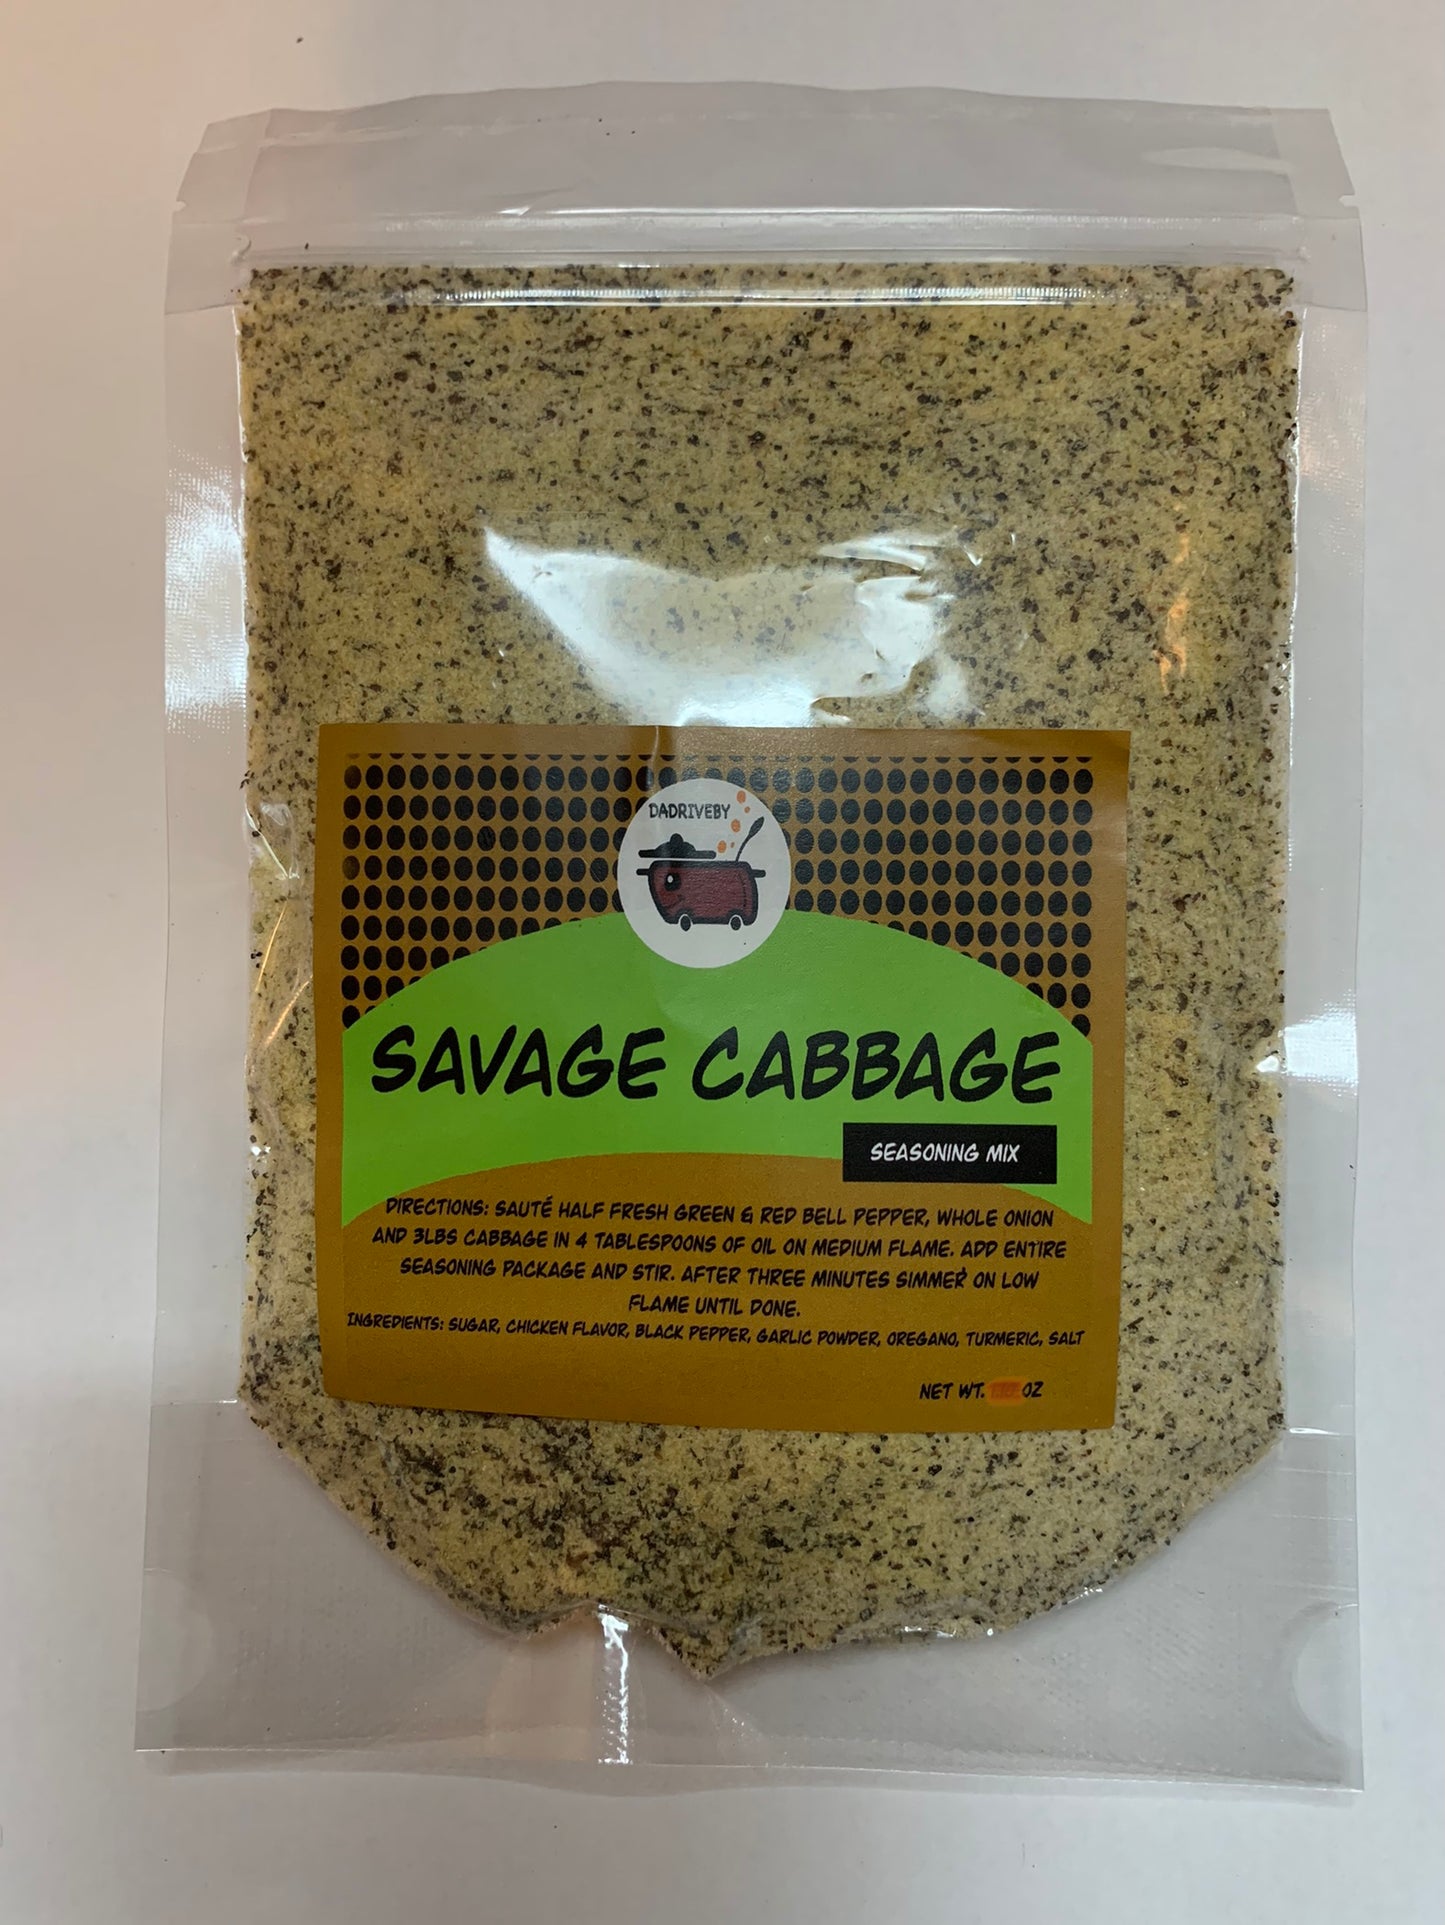 DADRIVEBY
SAVAGE CABBAGE
SEASONING MIX
DIRECTIONS: SAUTÉ HALF FRESH GREEN & RED BELL PEPPER, WHOLE ONION
AND 3LBS CABBAGE IN 4 TABLESPOONS OF OIL ON MEDIUM FLAME. ADD ENTIRE
SEASONING PACKAGE AND STIR. AFTER THREE MINUTES SIMMER ON LOW
FLAME UNTIL DONE.
INGREDIENTS: SUGAR, CHICKEN FLAVOR, BLACK PEPPER, GARLIC POWDER, OREGANO, TURMERIC, SALT
NET WT. OZ